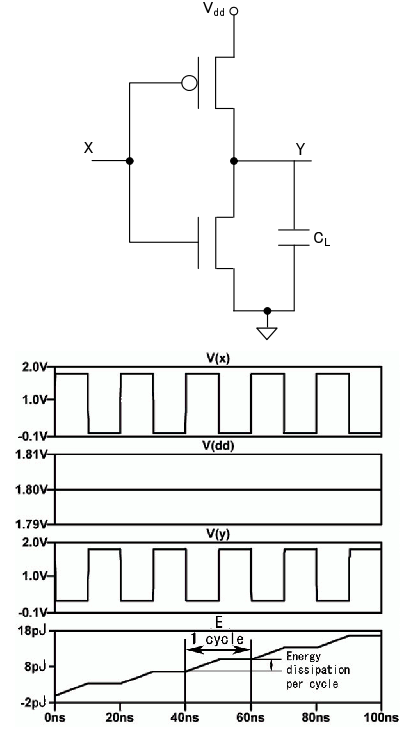 Vdd
X
Y
CL
V(x)
2.0V
1.0V
-0.1V
V(dd)
1.81V
1.80V
1.79V
V(y)
2.0V
1.0V
-0.1V
E
18pJ
8pJ
-2pJ
1 cycle
Energy
dissipation
per cycle
0ns 20ns 40ns 60ns 80ns 100ns